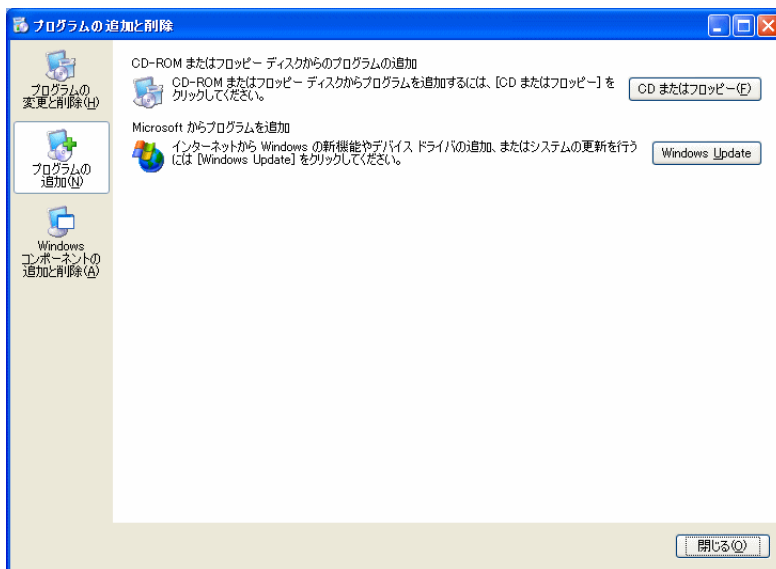 プログラムの追加と削除
プログラムの
変更と削除(H)
プログラムの
追加(N)
Windows
コンポーネントの
追加と削除(A)
CD-ROM またはフロッピー ディスクからのプログラムの追加
CD-ROM またはフロッピー ディスクからプログラムを追加するには、[CD またはフロッピー] を
クリックしてください。
CD またはフロッピー(F)
Microsoft からプログラムを追加
インターネットから Windows の新機能やデバイス ドライバの追加、またはシステムの更新を行う
には [Windows Update] をクリックしてください。
Windows Update
閉じる(O)